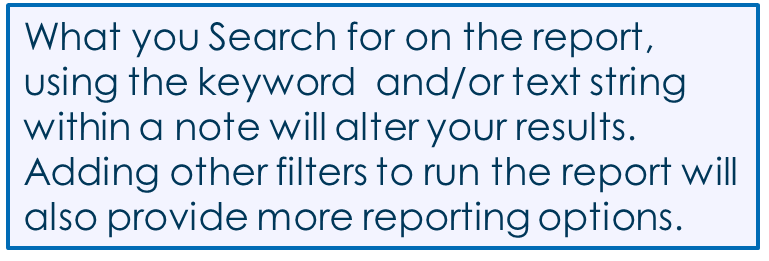 What you Search for on the report,
using the keyword  and/or text string
within a note will alter your results.
Adding other filters to run the report will
also provide more reporting options.